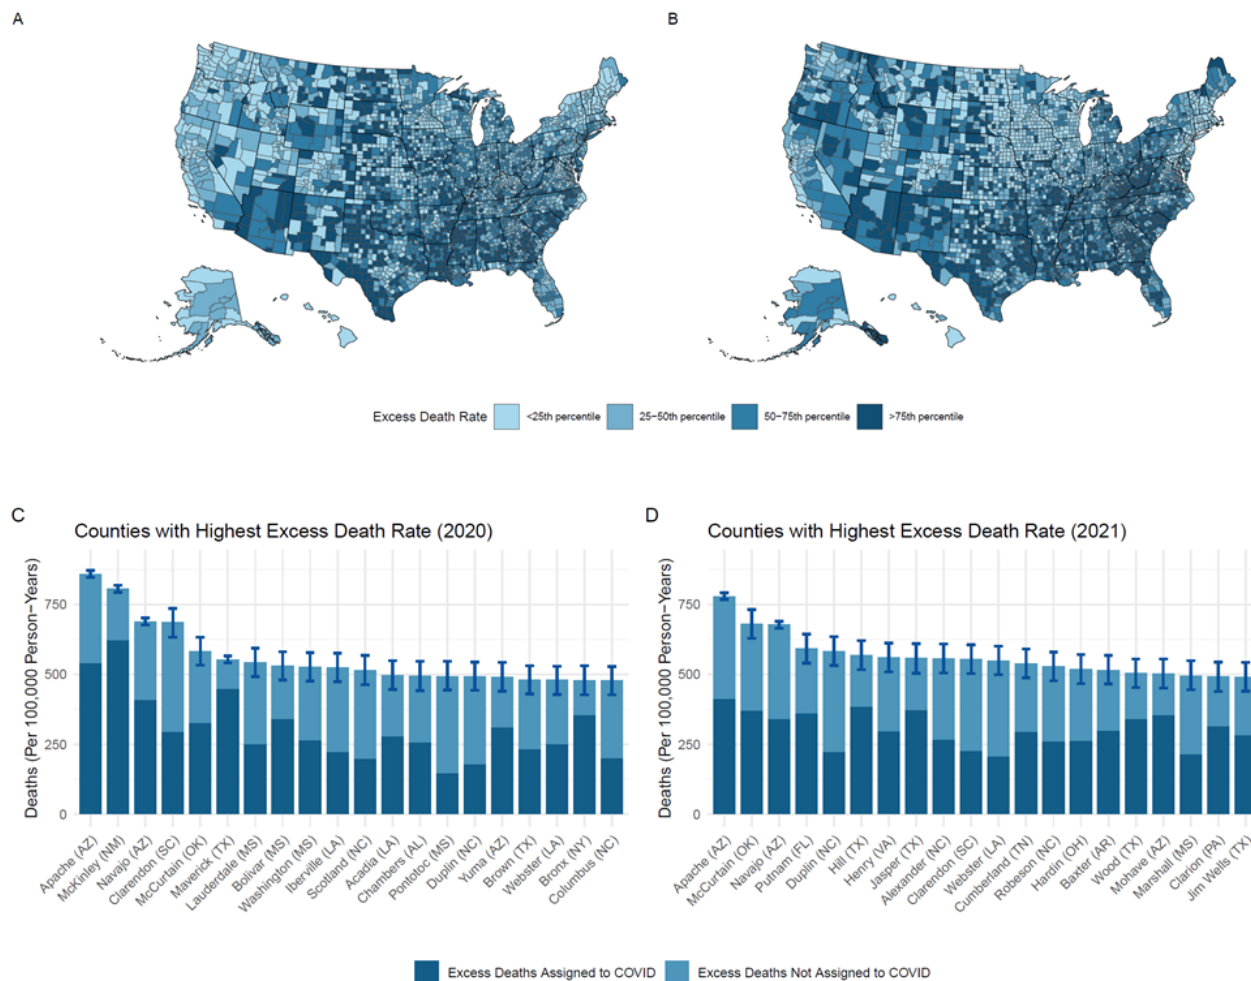 A
B
Excess Death Rate
<25th percentile
25−50th percentile
50−75th percentile
>75th percentile
C
Counties with Highest Excess Death Rate (2020)
Deaths (Per 100,000 Person−Years)
750
500
250
0
Apache (AZ)
McKinley (NM)
Navajo (AZ)
Clarendon (SC)
McCurtain (OK)
Maverick (TX)
Lauderdale (MS)
Bolivar (MS)
Washington (MS)
Iberville (LA)
Scotland (NC)
Acadia (LA)
Chambers (AL)
Pontotoc (MS)
Duplin (NC)
Yuma (AZ)
Brown (TX)
Webster (LA)
Bronx (NY)
Columbus (NC)
D
Counties with Highest Excess Death Rate (2021)
Deaths (Per 100,000 Person−Years)
750
500
250
0
Apache (AZ)
McCurtain (OK)
Navajo (AZ)
Putnam (FL)
Duplin (NC)
Hill (TX)
Henry (VA)
Jasper (TX)
Alexander (NC)
Clarendon (SC)
Webster (LA)
Cumberland (TN)
Robeson (NC)
Hardin (OH)
Baxter (AR)
Wood (TX)
Mohave (AZ)
Marshall (MS)
Clarion (PA)
Jim Wells (TX)
Excess Deaths Assigned to COVID
Excess Deaths Not Assigned to COVID